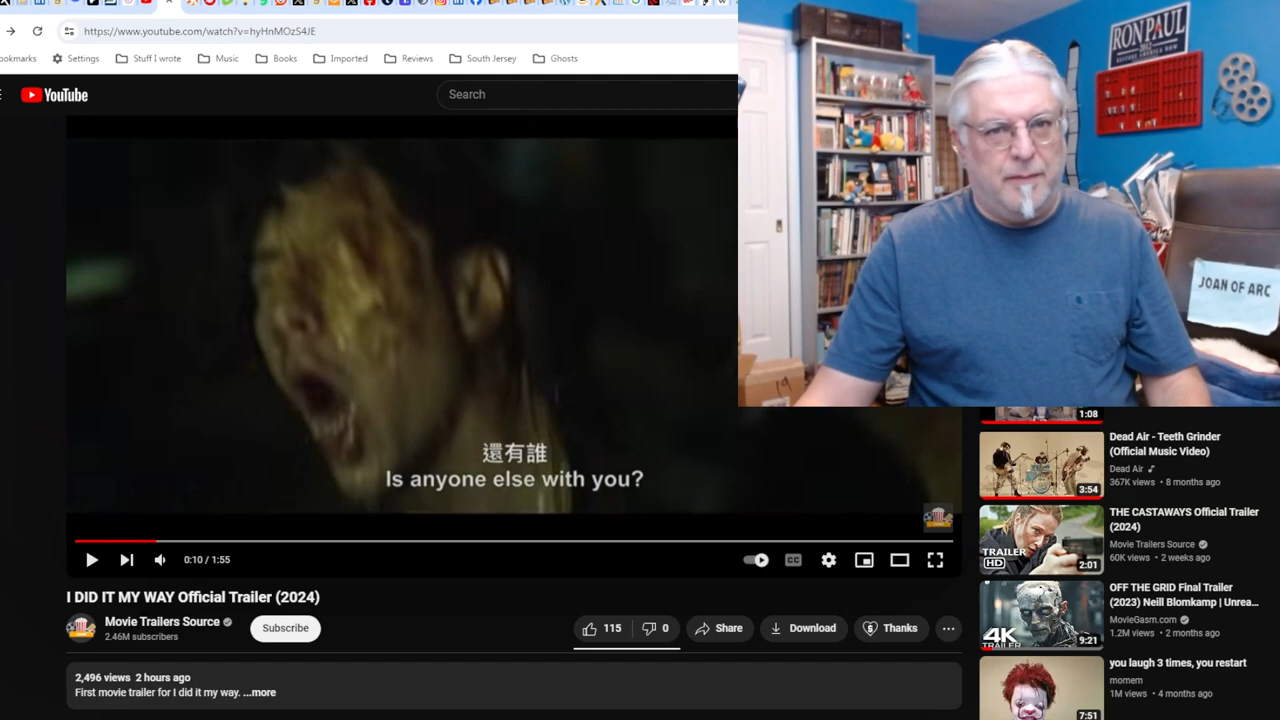 https://www.youtube.com/watch?v=hyHnMOzS4JE
ookmarks
Settings
Stuff I wrote
Music
Books
Imported
Reviews
South Jersey
Ghosts
YouTube
Search
RON PAUL
2012
RESTORE AMERICA NOW
JOAN OF ARC
19
還有誰
Is anyone else with you?
0:10 / 1:55
CC
I DID IT MY WAY Official Trailer (2024)
Movie Trailers Source
2.46M subscribers
Subscribe
115
0
Share
Download
Thanks
2,496 views 2 hours ago
First movie trailer for I did it my way. ...more
1:08
Dead Air - Teeth Grinder
(Official Music Video)
Dead Air
367K views • 8 months ago
3:54
THE CASTAWAYS Official Trailer
(2024)
Movie Trailers Source
60K views • 2 weeks ago
TRAILER
HD
2:01
OFF THE GRID Final Trailer
(2023) Neill Blomkamp | Unrea...
MovieGasm.com
1.2M views • 2 months ago
4K
TRAILER
9:21
you laugh 3 times, you restart
momem
1M views • 4 months ago
7:51